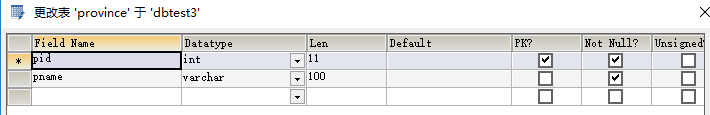 更改表 'province' 于 'dbtest3'
Field Name Datatype Len Default PK? Not Null? Unsigned
* pid int 11
pname varchar 100